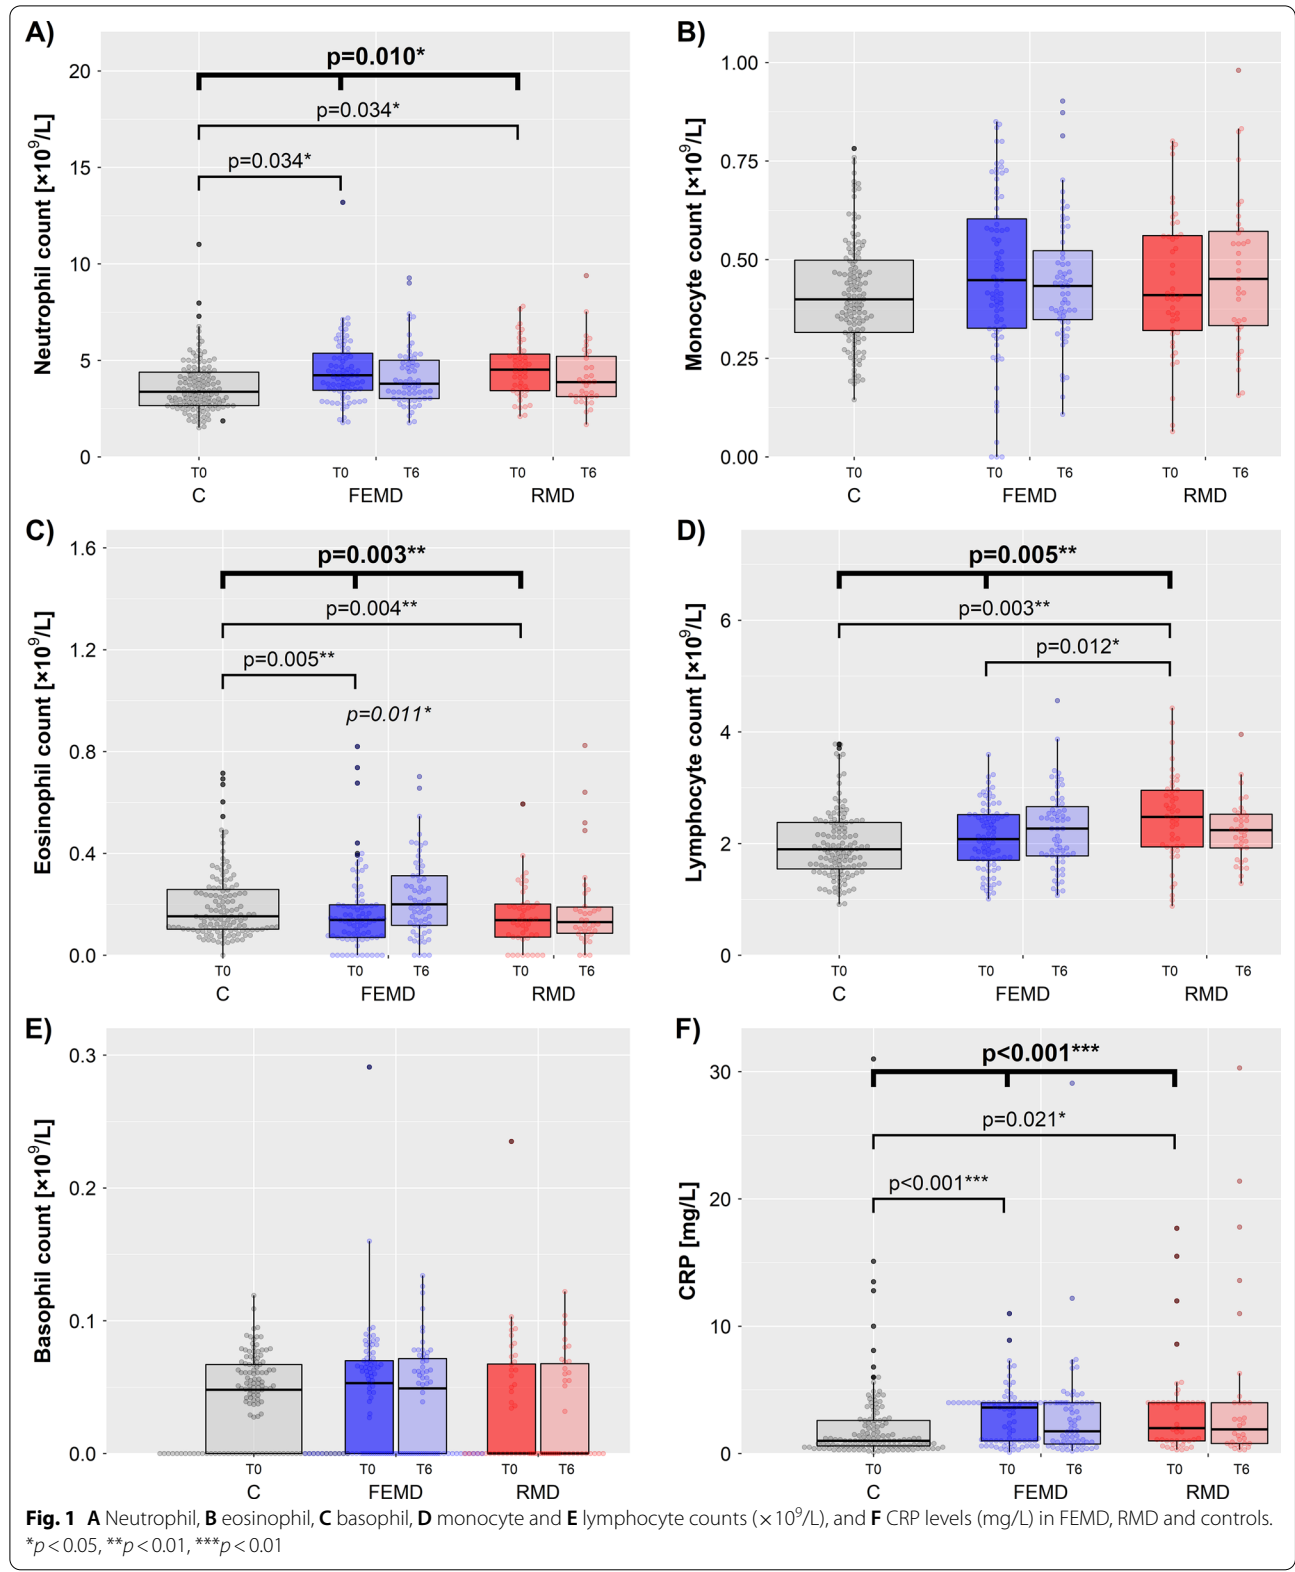 A)
Neutrophil count [×10⁹/L]
20
15
10
5
0
p=0.010*
p=0.034*
p=0.034*
T0 T0 T6 T0 T6
C FEMD RMD
B)
Monocyte count [×10⁹/L]
1.00
0.75
0.50
0.25
0.00
T0 T0 T6 T0 T6
C FEMD RMD
C)
Eosinophil count [×10⁹/L]
1.6
1.2
0.8
0.4
0.0
p=0.003**
p=0.004**
p=0.005**
p=0.011*
T0 T0 T6 T0 T6
C FEMD RMD
D)
Lymphocyte count [×10⁹/L]
6
4
2
0
p=0.005**
p=0.003**
p=0.012*
T0 T0 T6 T0 T6
C FEMD RMD
E)
Basophil count [×10⁹/L]
0.3
0.2
0.1
0.0
T0 T0 T6 T0 T6
C FEMD RMD
F)
CRP [mg/L]
30
20
10
0
p<0.001***
p=0.021*
p<0.001***
T0 T0 T6 T0 T6
C FEMD RMD
Fig. 1 A Neutrophil, B eosinophil, C basophil, D monocyte and E lymphocyte counts (×10⁹/L), and F CRP levels (mg/L) in FEMD, RMD and controls.
*p < 0.05, **p < 0.01, ***p < 0.01